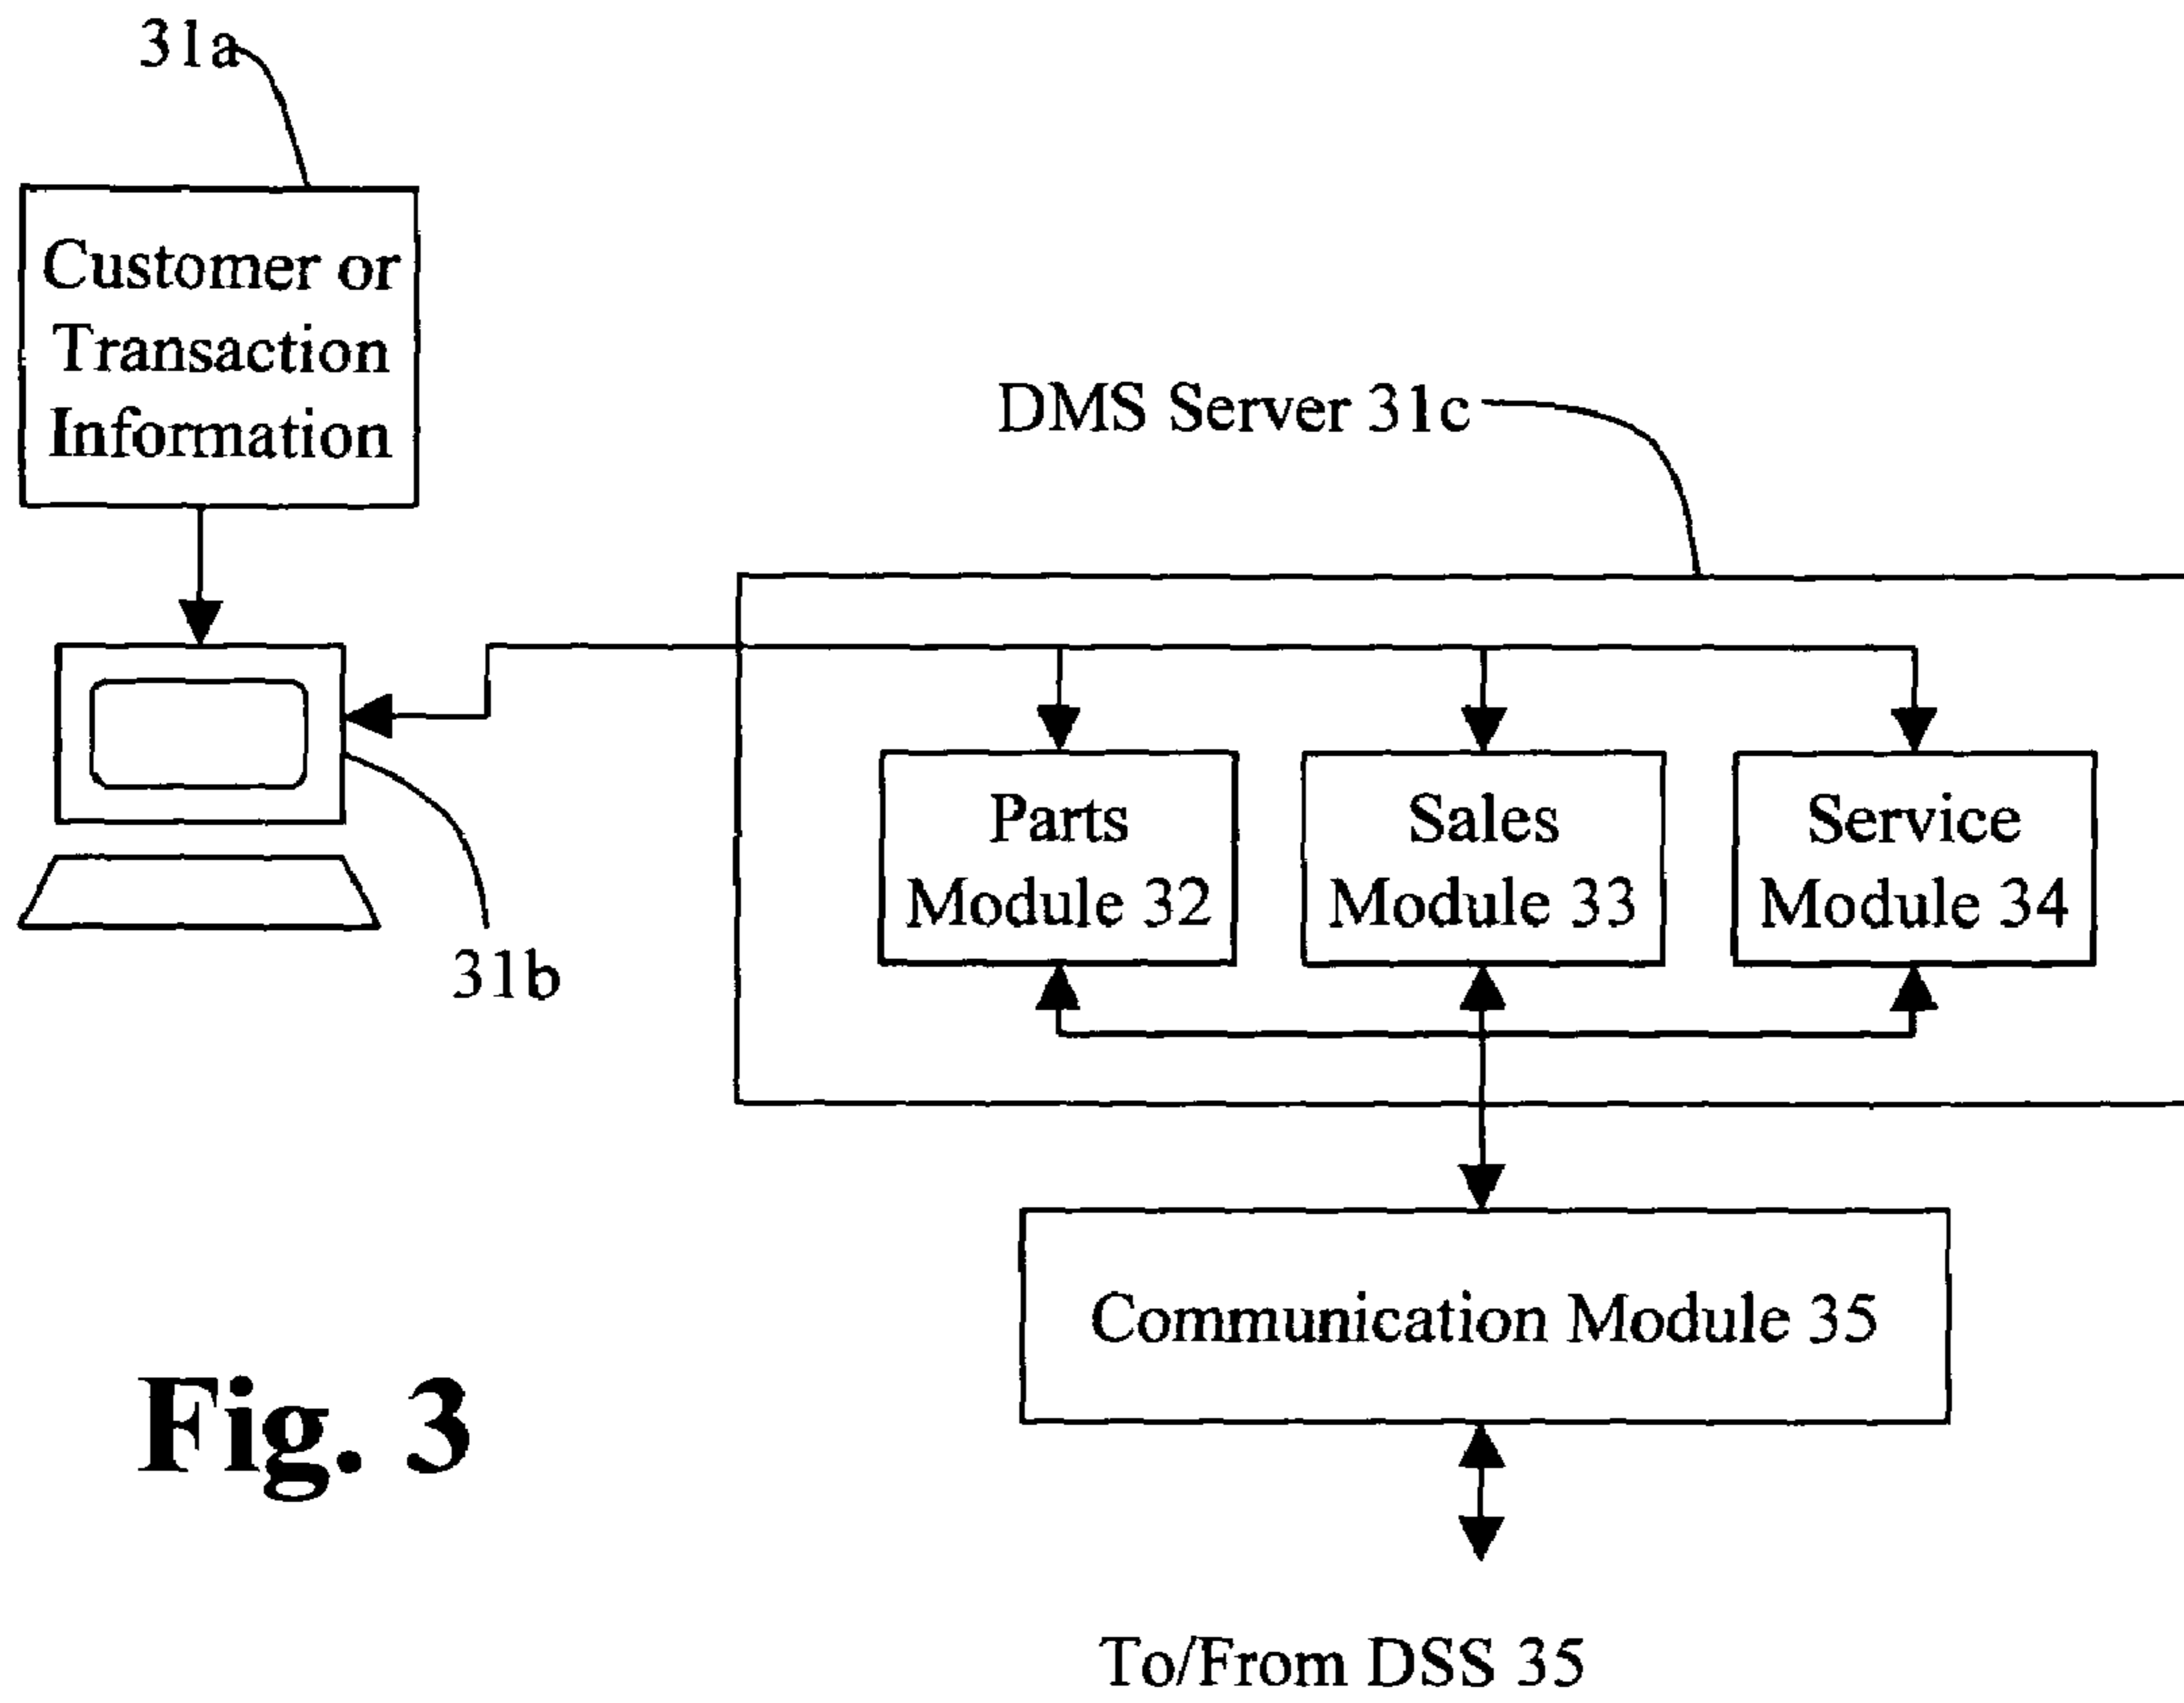 31a
Customer or
Transaction
Information
DMS Server 31c
Parts
Module 32
Sales
Module 33
Service
Module 34
31b
Communication Module 35
Fig. 3
To/From DSS 35